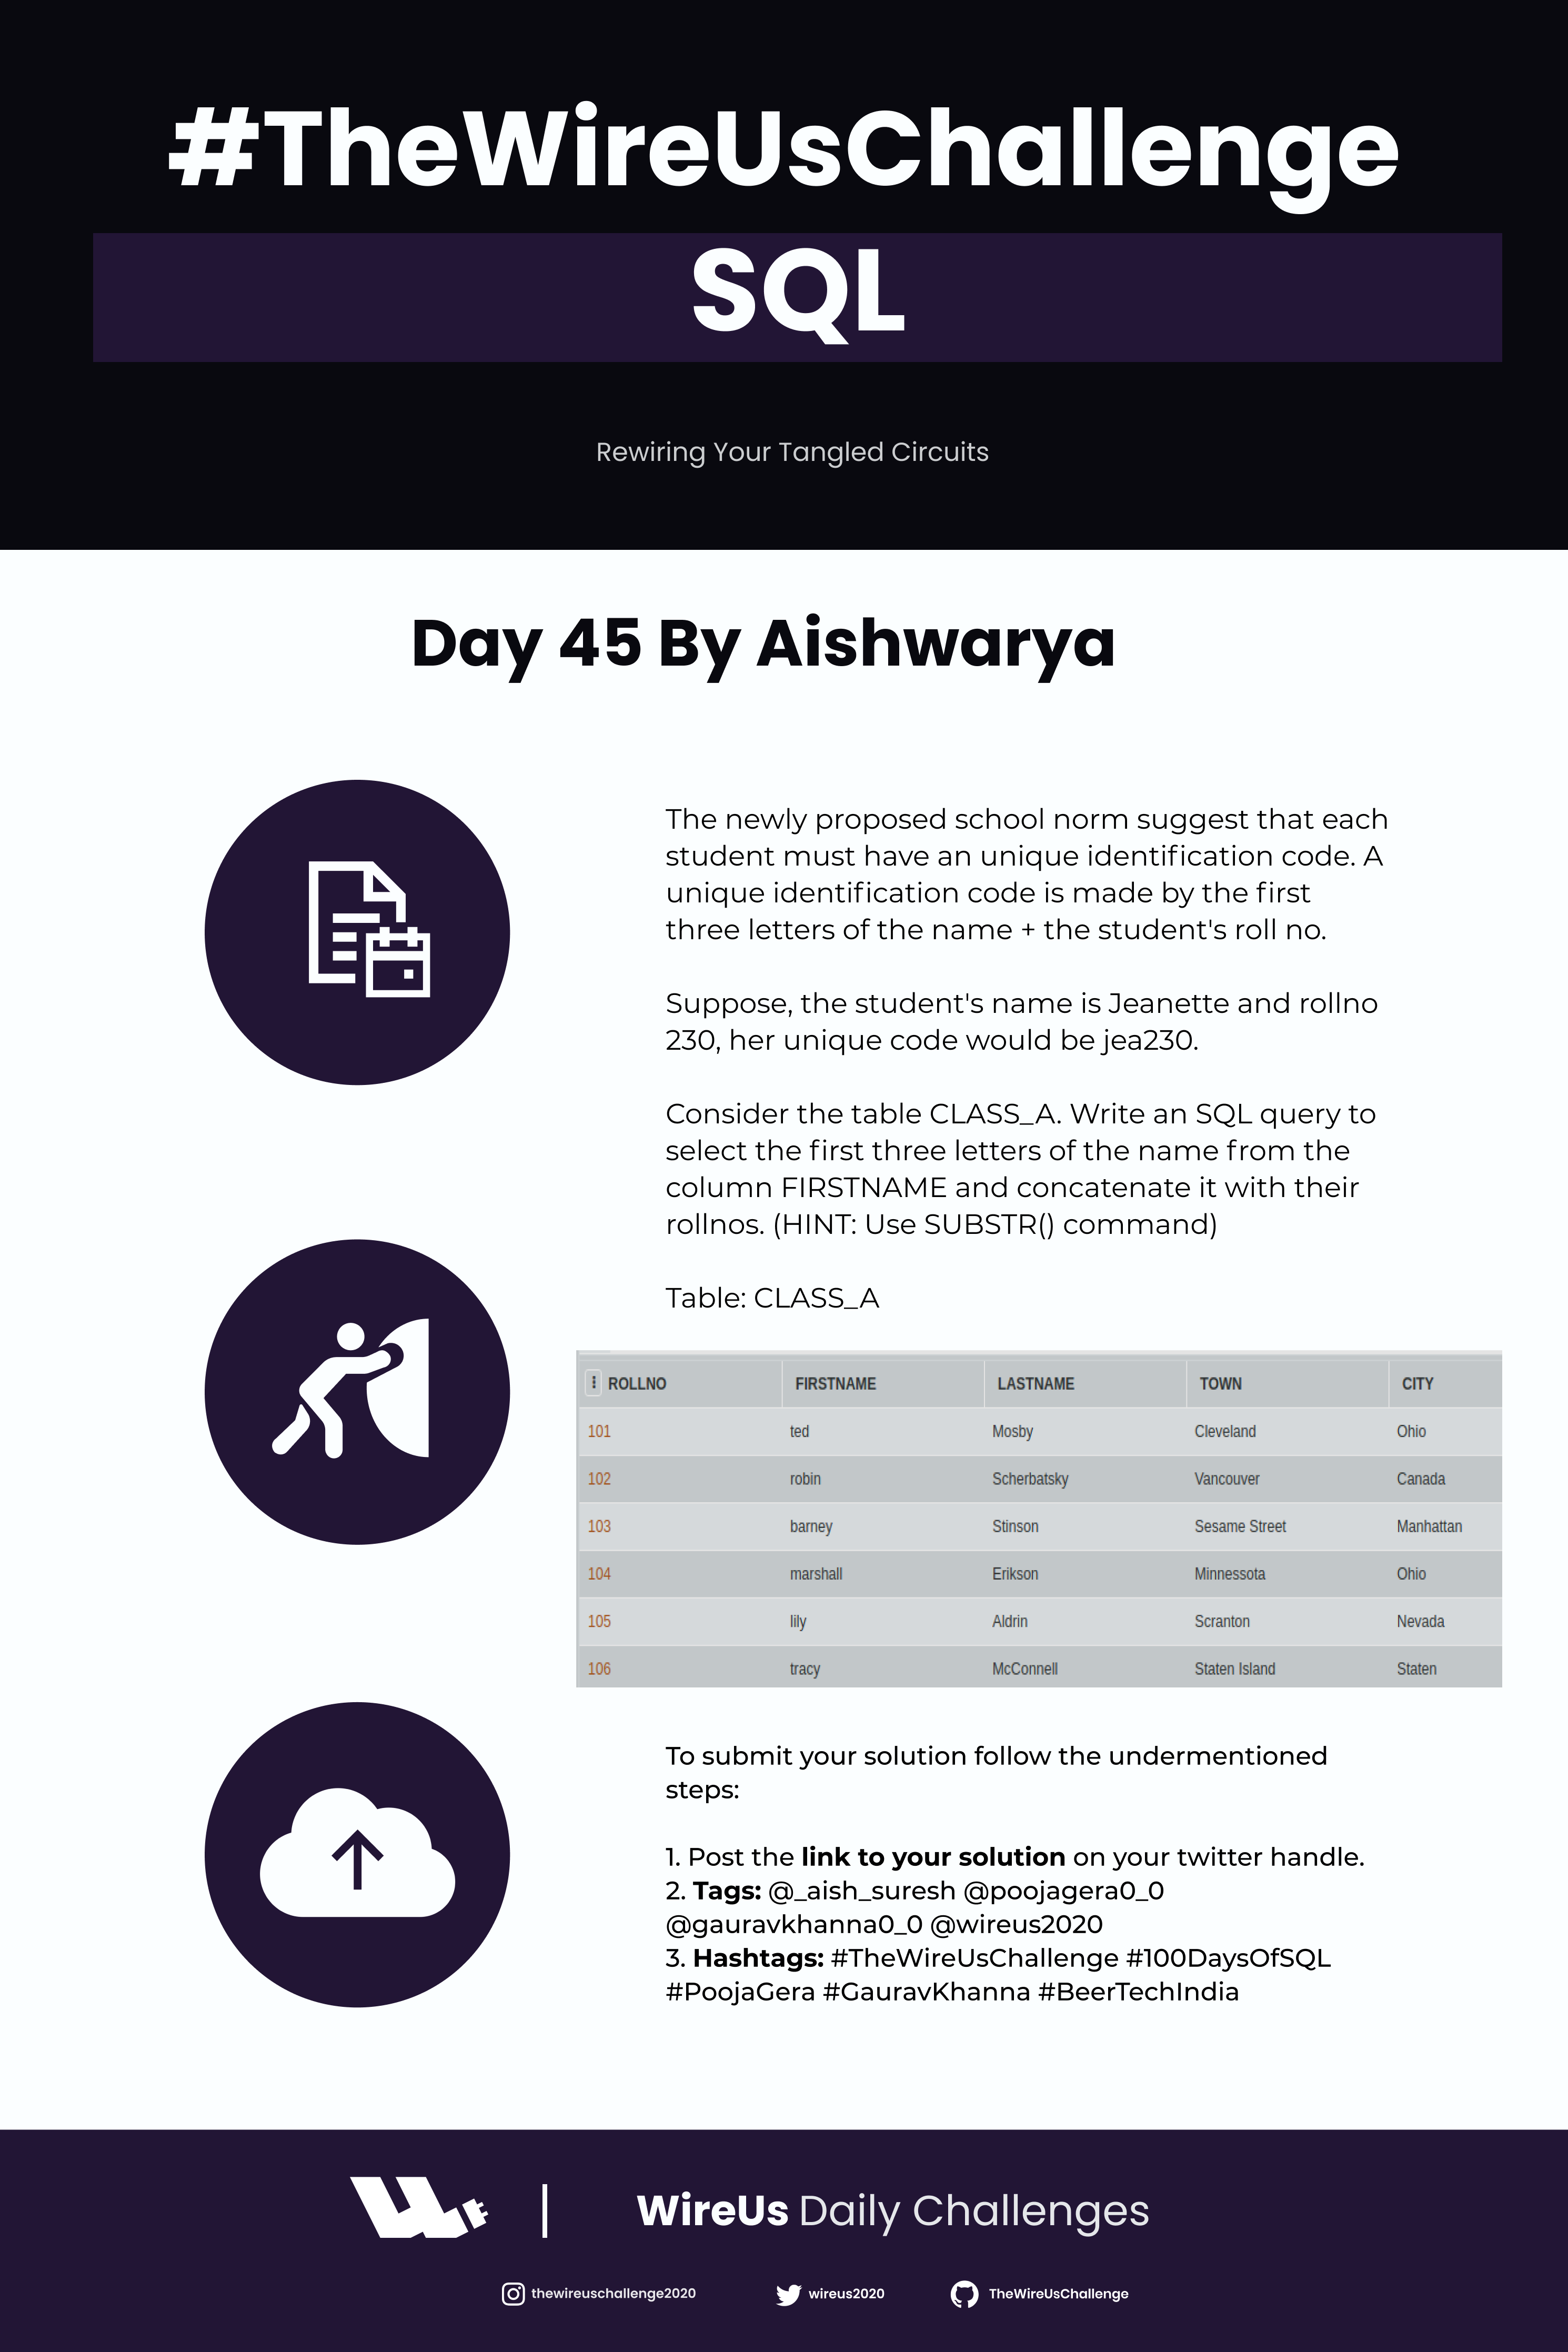 #TheWireUsChallenge
SQL
Rewiring Your Tangled Circuits
Day 45 By Aishwarya
The newly proposed school norm suggest that each
student must have an unique identification code. A
unique identification code is made by the first
three letters of the name + the student's roll no.
Suppose, the student's name is Jeanette and rollno
230, her unique code would be jea230.
Consider the table CLASS_A. Write an SQL query to
select the first three letters of the name from the
column FIRSTNAME and concatenate it with their
rollnos. (HINT: Use SUBSTR() command)
Table: CLASS_A
ROLLNO FIRSTNAME LASTNAME TOWN CITY
101 ted Mosby Cleveland Ohio
102 robin Scherbatsky Vancouver Canada
103 barney Stinson Sesame Street Manhattan
104 marshall Erikson Minnessota Ohio
105 lily Aldrin Scranton Nevada
106 tracy McConnell Staten Island Staten
To submit your solution follow the undermentioned
steps:
1. Post the link to your solution on your twitter handle.
2. Tags: @_aish_suresh @poojagera0_0
@gauravkhanna0_0 @wireus2020
3. Hashtags: #TheWireUsChallenge #100DaysOfSQL
#PoojaGera #GauravKhanna #BeerTechIndia
WireUs Daily Challenges
thewireuschallenge2020 wireus2020 TheWireUsChallenge